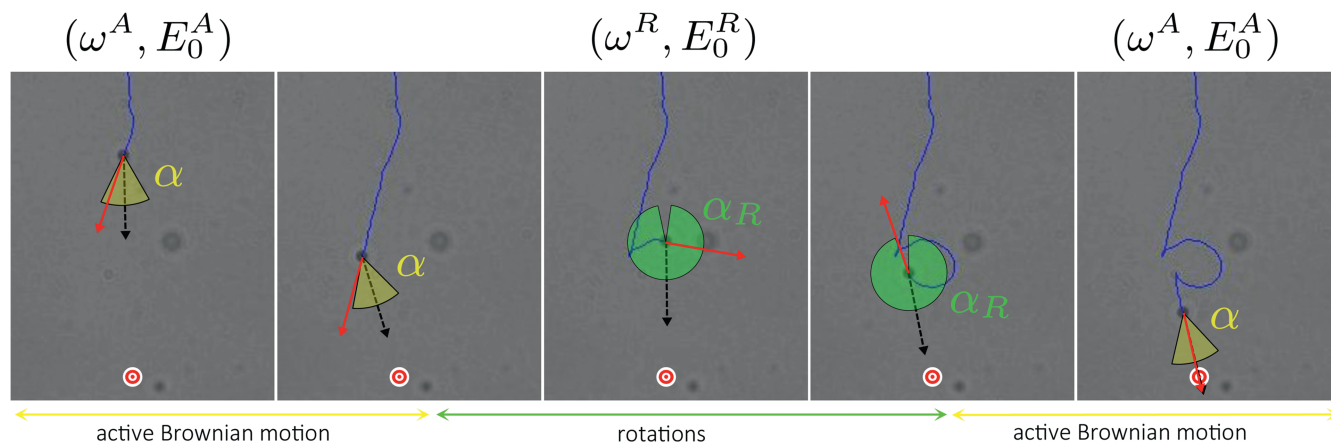 (ω^A, E_0^A) (ω^R, E_0^R) (ω^A, E_0^A)
α α α_R α_R α
active Brownian motion rotations active Brownian motion